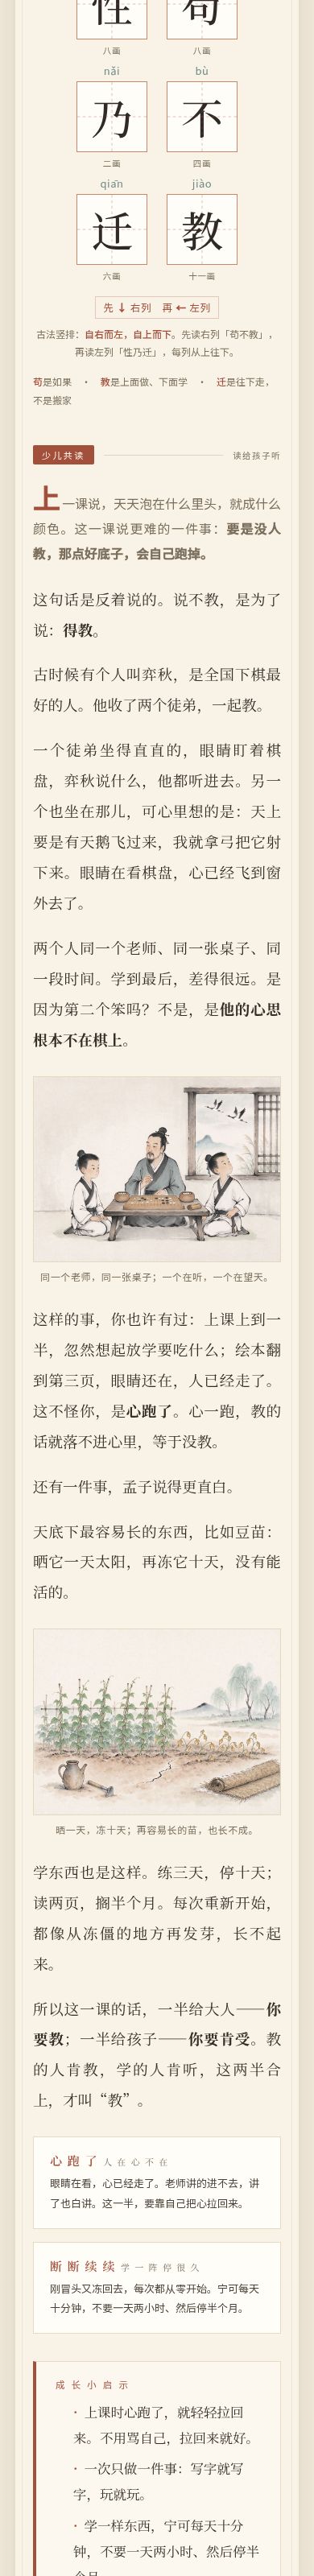 性 苟
八画 八画
nǎi bù
乃 不
二画 四画
qiān jiào
迁 教
六画 十一画
先 ↓ 右列 再 ← 左列
古法竖排：自右而左，自上而下。先读右列「苟不教」，
再读左列「性乃迁」，每列从上往下。
苟是如果 · 教是上面做、下面学 · 迁是往下走，
不是搬家
少儿共读 读给孩子听
上一课说，天天泡在什么里头，就成什么
颜色。这一课说更难的一件事：要是没人
教，那点好底子，会自己跑掉。
这句话是反着说的。说不教，是为了
说：得教。
古时候有个人叫弈秋，是全国下棋最
好的人。他收了两个徒弟，一起教。
一个徒弟坐得直直的，眼睛盯着棋
盘，弈秋说什么，他都听进去。另一
个也坐在那儿，可心里想的是：天上
要是有天鹅飞过来，我就拿弓把它射
下来。眼睛在看棋盘，心已经飞到窗
外去了。
两个人同一个老师、同一张桌子、同
一段时间。学到最后，差得很远。是
因为第二个笨吗？不是，是他的心思
根本不在棋上。
同一个老师，同一张桌子；一个在听，一个在望天。
这样的事，你也许有过：上课上到一
半，忽然想起放学要吃什么；绘本翻
到第三页，眼睛还在，人已经走了。
这不怪你，是心跑了。心一跑，教的
话就落不进心里，等于没教。
还有一件事，孟子说得更直白。
天底下最容易长的东西，比如豆苗：
晒它一天太阳，再冻它十天，没有能
活的。
晒一天，冻十天；再容易长的苗，也长不成。
学东西也是这样。练三天，停十天；
读两页，搁半个月。每次重新开始，
都像从冻僵的地方再发芽，长不起
来。
所以这一课的话，一半给大人——你
要教；一半给孩子——你要肯受。教
的人肯教，学的人肯听，这两半合
上，才叫“教”。
心跑了 人在心不在
眼睛在看，心已经走了。老师讲的进不去，讲
了也白讲。这一半，要靠自己把心拉回来。
断断续续 学一阵停很久
刚冒头又冻回去，每次都从零开始。宁可每天
十分钟，不要一天两小时、然后停半个月。
成长小启示
· 上课时心跑了，就轻轻拉回
来。不用骂自己，拉回来就好。
· 一次只做一件事：写字就写
字，玩就玩。
· 学一样东西，宁可每天十分
钟，不要一天两小时、然后停半
个月。